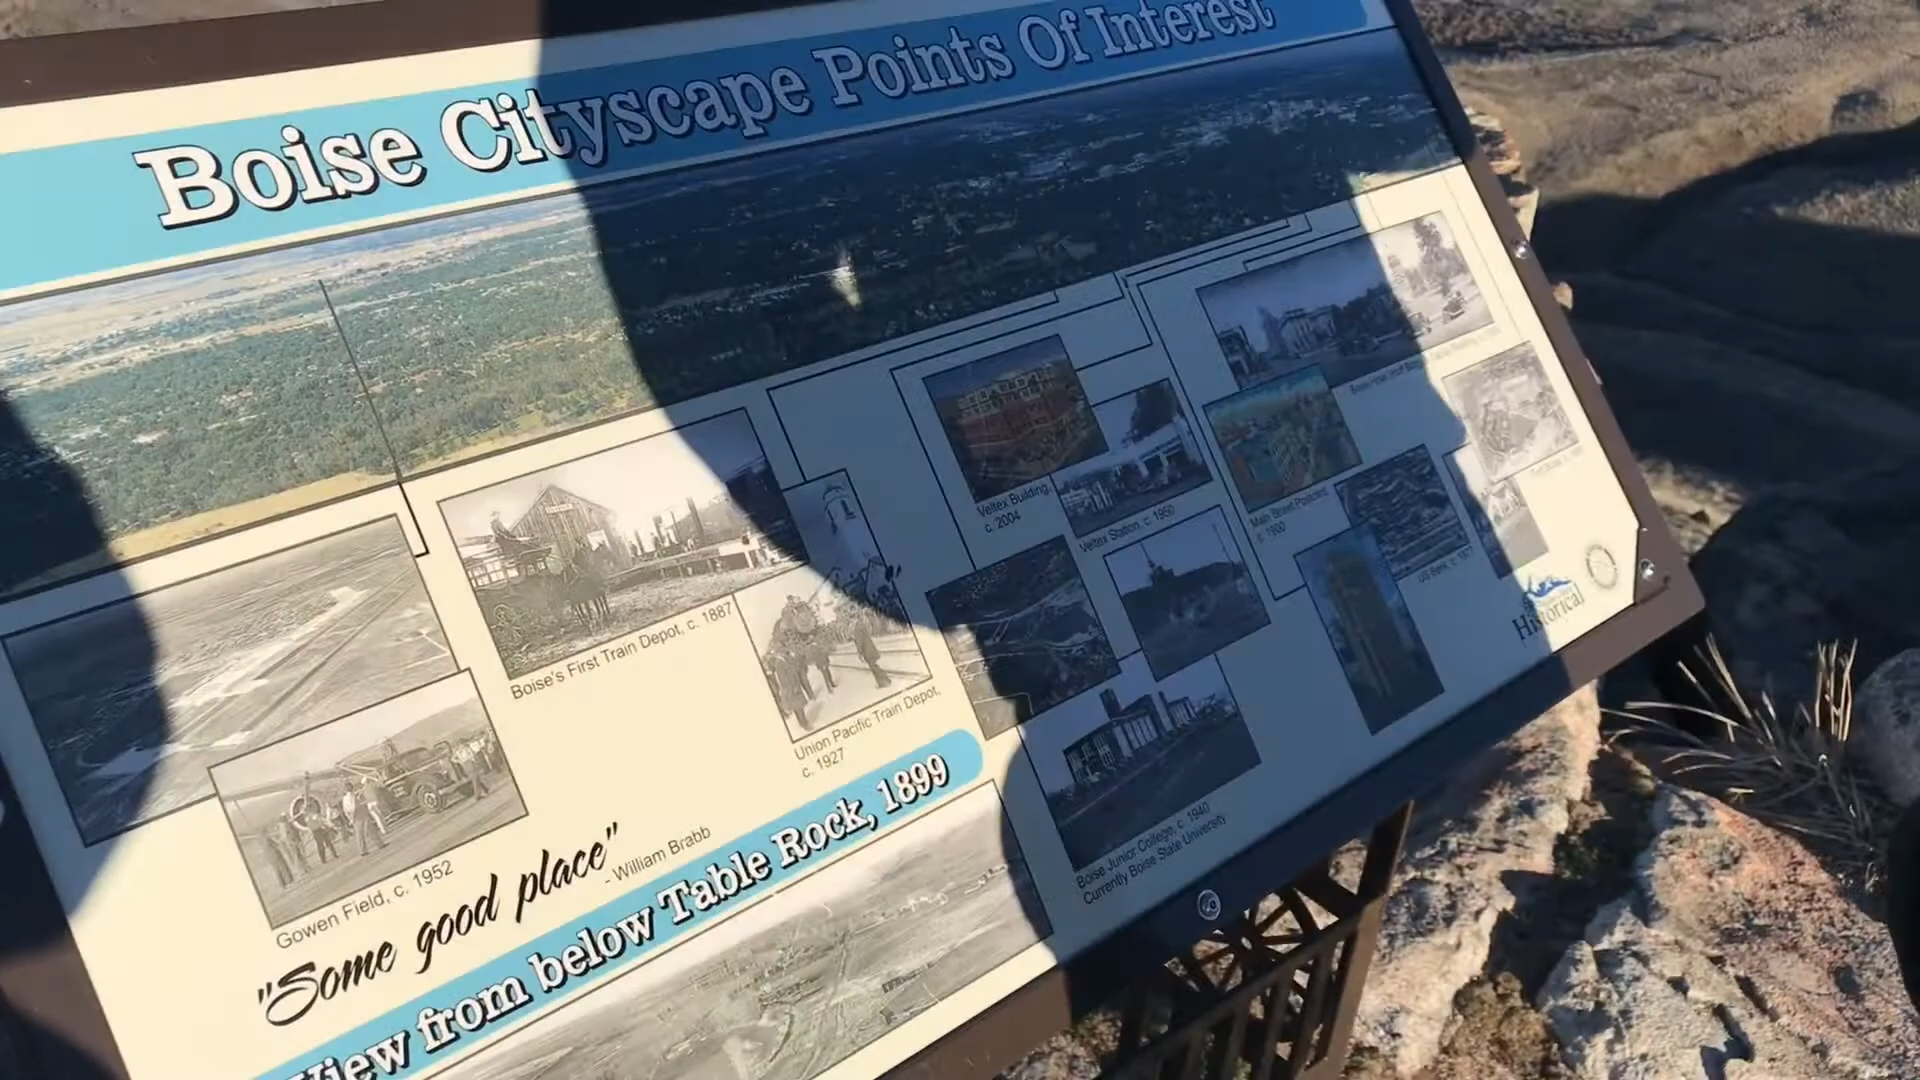 Boise Cityscape Points Of Interest
Veltex Building,
c. 2004
Veltex Station, c. 1950
Main Street Postcard,
c. 1900
US Bank, c. 1977
Boise's First Train Depot, c. 1887
Union Pacific Train Depot,
c. 1927
Gowen Field, c. 1952
"Some good place"
- William Brabb
Boise Junior College, c. 1940
Currently Boise State University
View from below Table Rock, 1899
Historical